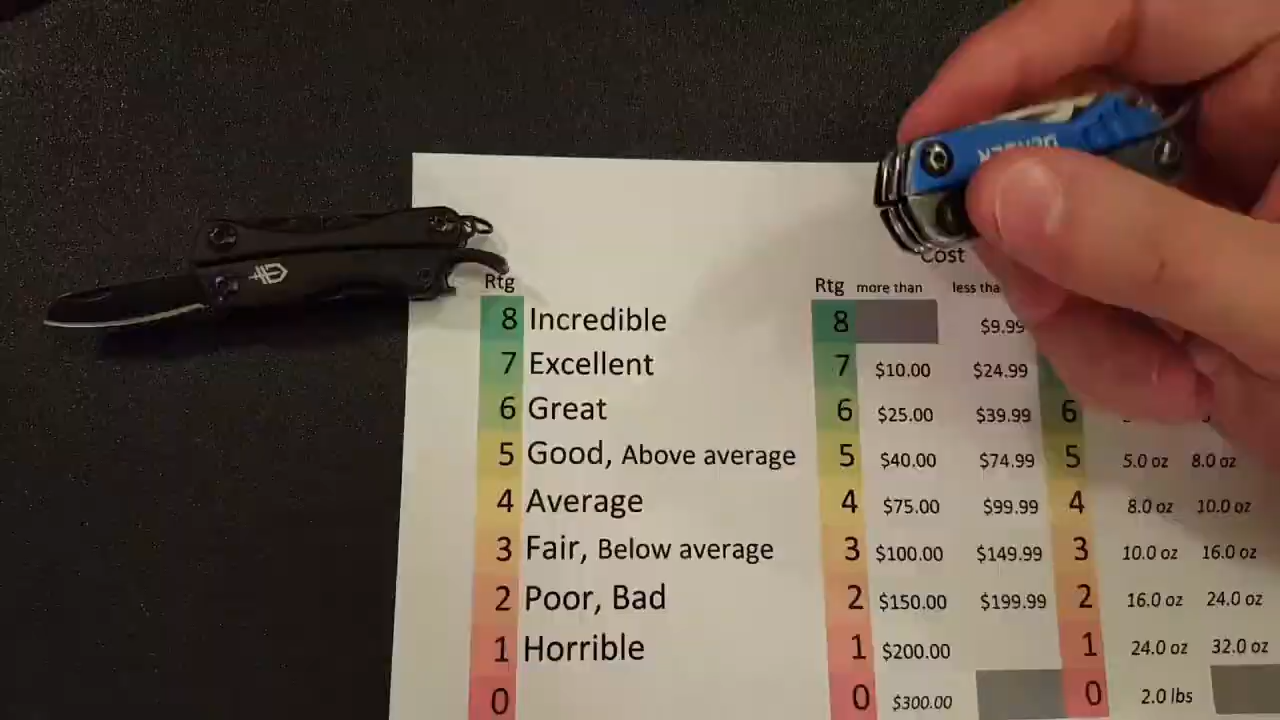 GERBER
Cost
Rtg
Rtg more than less tha
8 Incredible 8 $9.99
7 Excellent 7 $10.00 $24.99
6 Great 6 $25.00 $39.99 6
5 Good, Above average 5 $40.00 $74.99 5 5.0 oz 8.0 oz
4 Average 4 $75.00 $99.99 4 8.0 oz 10.0 oz
3 Fair, Below average 3 $100.00 $149.99 3 10.0 oz 16.0 oz
2 Poor, Bad 2 $150.00 $199.99 2 16.0 oz 24.0 oz
1 Horrible 1 $200.00 1 24.0 oz 32.0 oz
0 0 $300.00 0 2.0 lbs